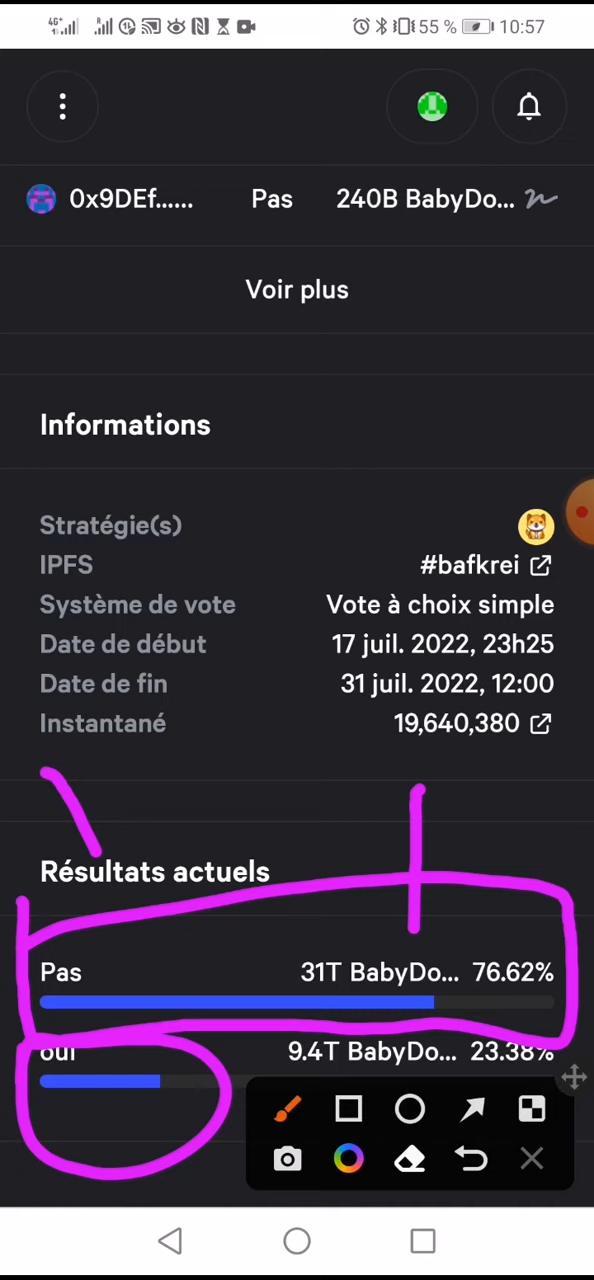 4G+ 55 % 10:57
0x9DEf...... Pas 240B BabyDo...
Voir plus
Informations
Stratégie(s)
IPFS #bafkrei
Système de vote Vote à choix simple
Date de début 17 juil. 2022, 23h25
Date de fin 31 juil. 2022, 12:00
Instantané 19,640,380
Résultats actuels
Pas 31T BabyDo... 76.62%
oui 9.4T BabyDo... 23.38%